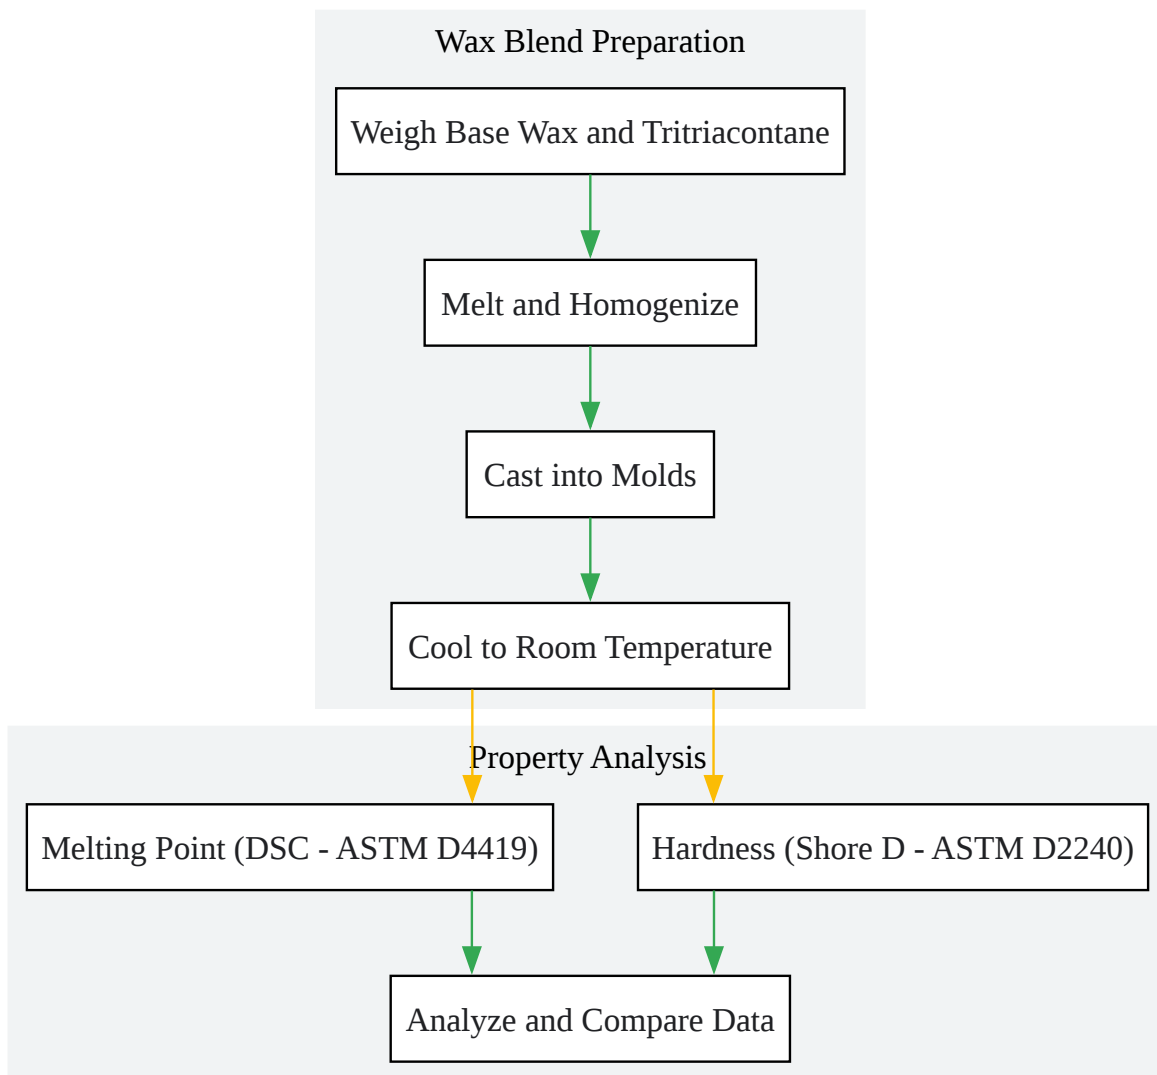 Wax Blend Preparation
Weigh Base Wax and Tritriacontane
Melt and Homogenize
Cast into Molds
Cool to Room Temperature
Property Analysis
Melting Point (DSC - ASTM D4419)
Hardness (Shore D - ASTM D2240)
Analyze and Compare Data